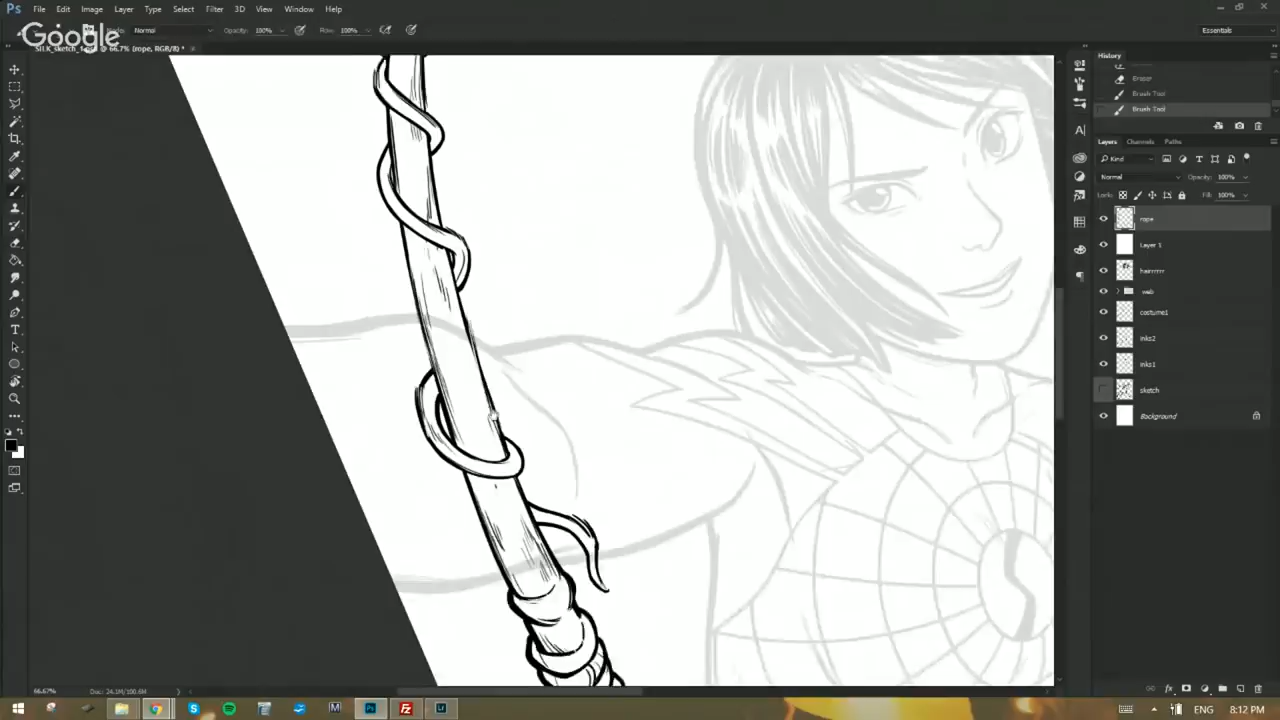 Ps File Edit Image Layer Type Select Filter 3D View Window Help
Google
Normal Opacity: 100% Flow: 100% Essentials
@ 66.7% (rope, RGB/8) *
History
Eraser
Brush Tool
Brush Tool
Layers Channels Paths
Kind
Normal Opacity: 100%
Lock: Fill: 100%
rope
Layer 1
hairrrrrr
web
costume1
inks2
inks1
sketch
Background
66.67% Doc: 24.1M/100.6M
ENG 8:12 PM